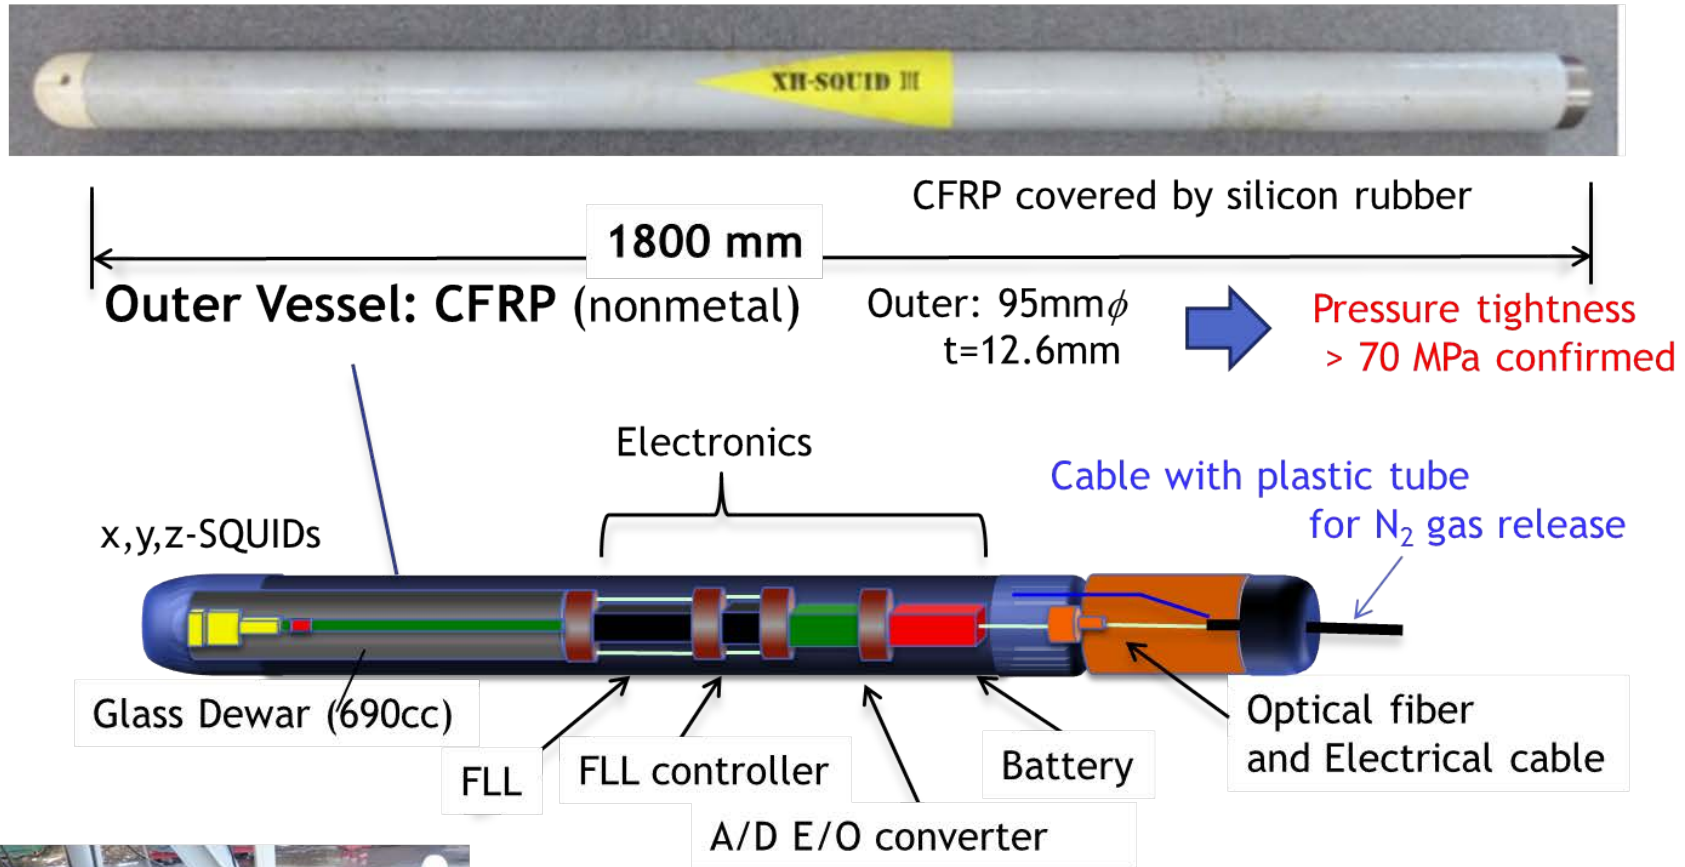 XH-SQUID III
CFRP covered by silicon rubber
1800 mm
Outer Vessel: CFRP (nonmetal)
Outer: 95mmϕ
t=12.6mm
Pressure tightness
> 70 MPa confirmed
Electronics
Cable with plastic tube
for N₂ gas release
x,y,z-SQUIDs
Glass Dewar (690cc)
FLL
FLL controller
A/D E/O converter
Battery
Optical fiber
and Electrical cable